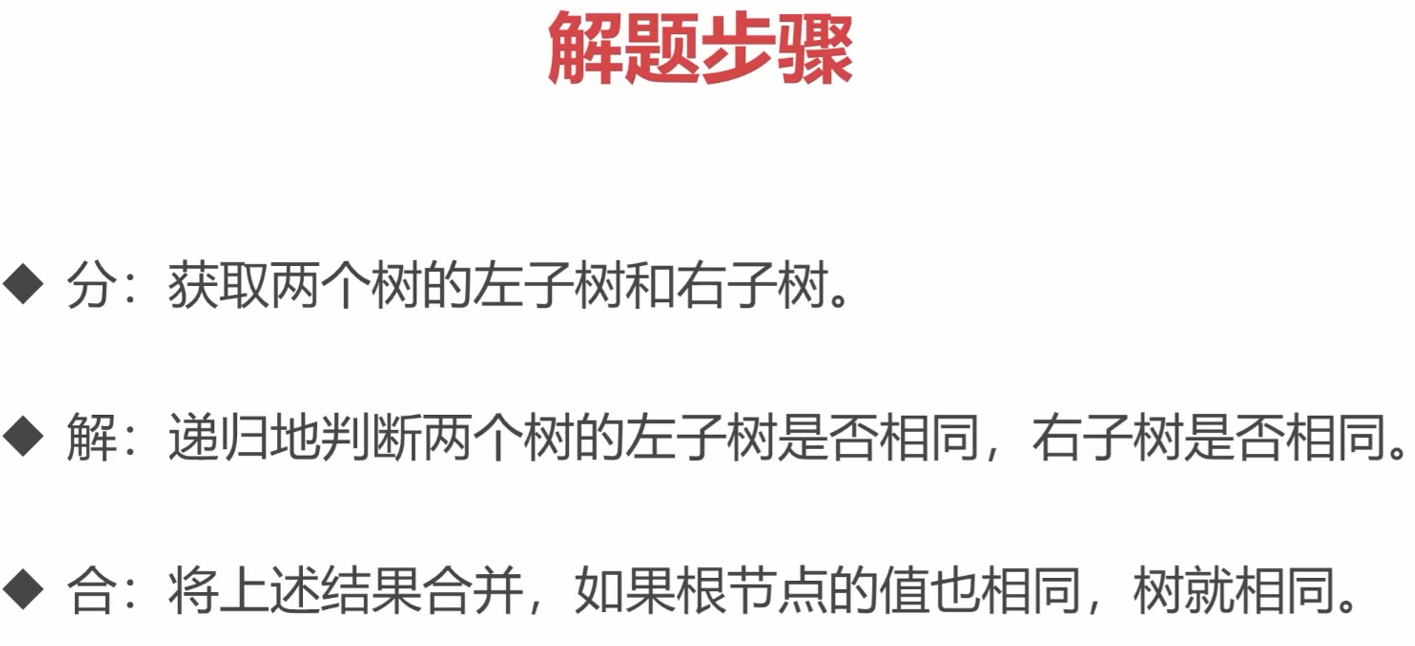 解题步骤
◆ 分：获取两个树的左子树和右子树。
◆ 解：递归地判断两个树的左子树是否相同，右子树是否相同。
◆ 合：将上述结果合并，如果根节点的值也相同，树就相同。